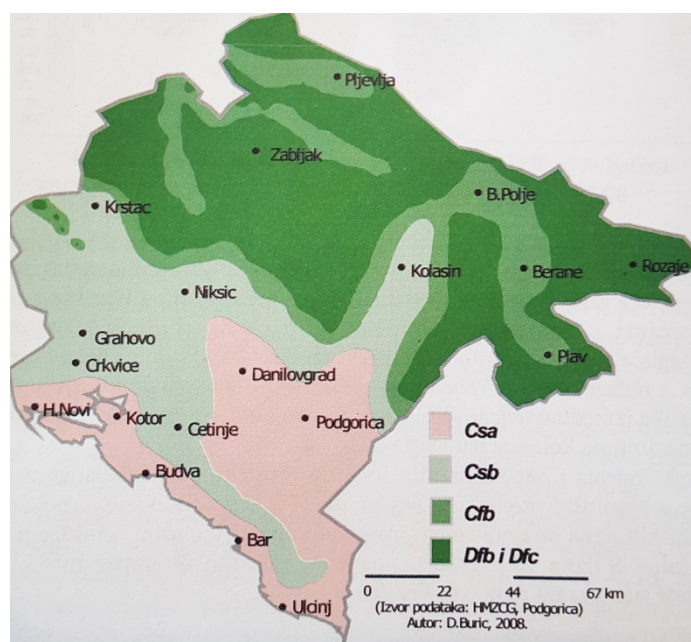 Pljevlja
Zabljak
B.Polje
Krstac
Kolasin
Berane
Rozaje
Niksic
Grahovo
Crkvice
Danilovgrad
Plav
H.Novi
Kotor
Cetinje
Podgorica
Budva
Bar
Ulcinj
Csa
Csb
Cfb
Dfb i Dfc
0 22 44 67 km
(Izvor podataka: HMZCG, Podgorica)
Autor: D.Buric, 2008.